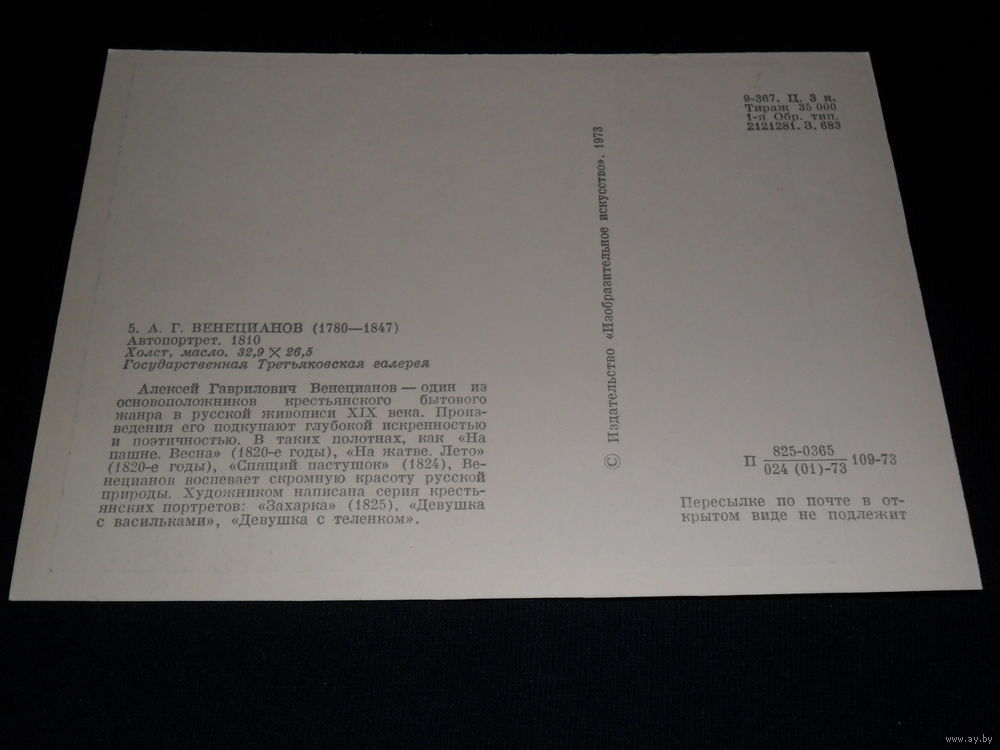 5. А. Г. ВЕНЕЦИАНОВ (1780—1847)
Автопортрет. 1810
Холст, масло. 32,9 × 26,5
Государственная Третьяковская галерея
Алексей Гаврилович Венецианов — один из
основоположников крестьянского бытового
жанра в русской живописи XIX века. Произ-
ведения его подкупают глубокой искренностью
и поэтичностью. В таких полотнах, как «На
пашне. Весна» (1820-е годы), «На жатве. Лето»
(1820-е годы), «Спящий пастушок» (1824), Ве-
нецианов воспевает скромную красоту русской
природы. Художником написана серия кресть-
янских портретов: «Захарка» (1825), «Девушка
с васильками», «Девушка с теленком».
© Издательство «Изобразительное искусство». 1973
9-367. Ц. 3 к.
Тираж 35 000
1-я Обр. тип.
2121281. З. 683
П 825-0365 / 024 (01)-73 109-73
Пересылке по почте в от-
крытом виде не подлежит
www.ay.by